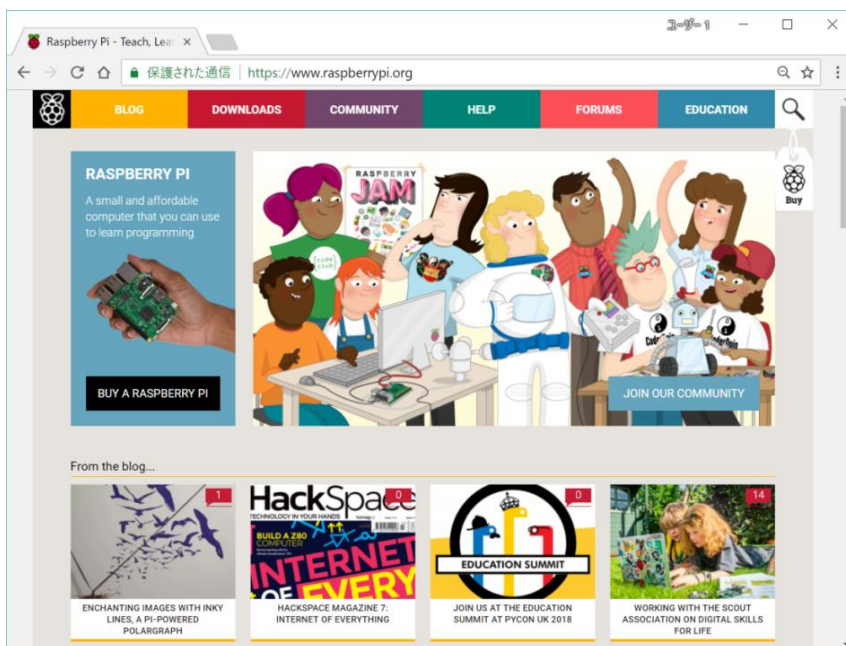 ユーザー 1
Raspberry Pi - Teach, Lea
保護された通信 | https://www.raspberrypi.org
BLOG DOWNLOADS COMMUNITY HELP FORUMS EDUCATION
Buy
RASPBERRY PI
A small and affordable
computer that you can use
to learn programming
BUY A RASPBERRY PI
RASPBERRY
JAM
{code
club}
JOIN OUR COMMUNITY
From the blog...
1
HackSpace
0
TECHNOLOGY IN YOUR HANDS
BUILD A Z80
COMPUTER
INTERNET
OF EVERY
0
EDUCATION SUMMIT
14
ENCHANTING IMAGES WITH INKY
LINES, A PI-POWERED
POLARGRAPH
HACKSPACE MAGAZINE 7:
INTERNET OF EVERYTHING
JOIN US AT THE EDUCATION
SUMMIT AT PYCON UK 2018
WORKING WITH THE SCOUT
ASSOCIATION ON DIGITAL SKILLS
FOR LIFE